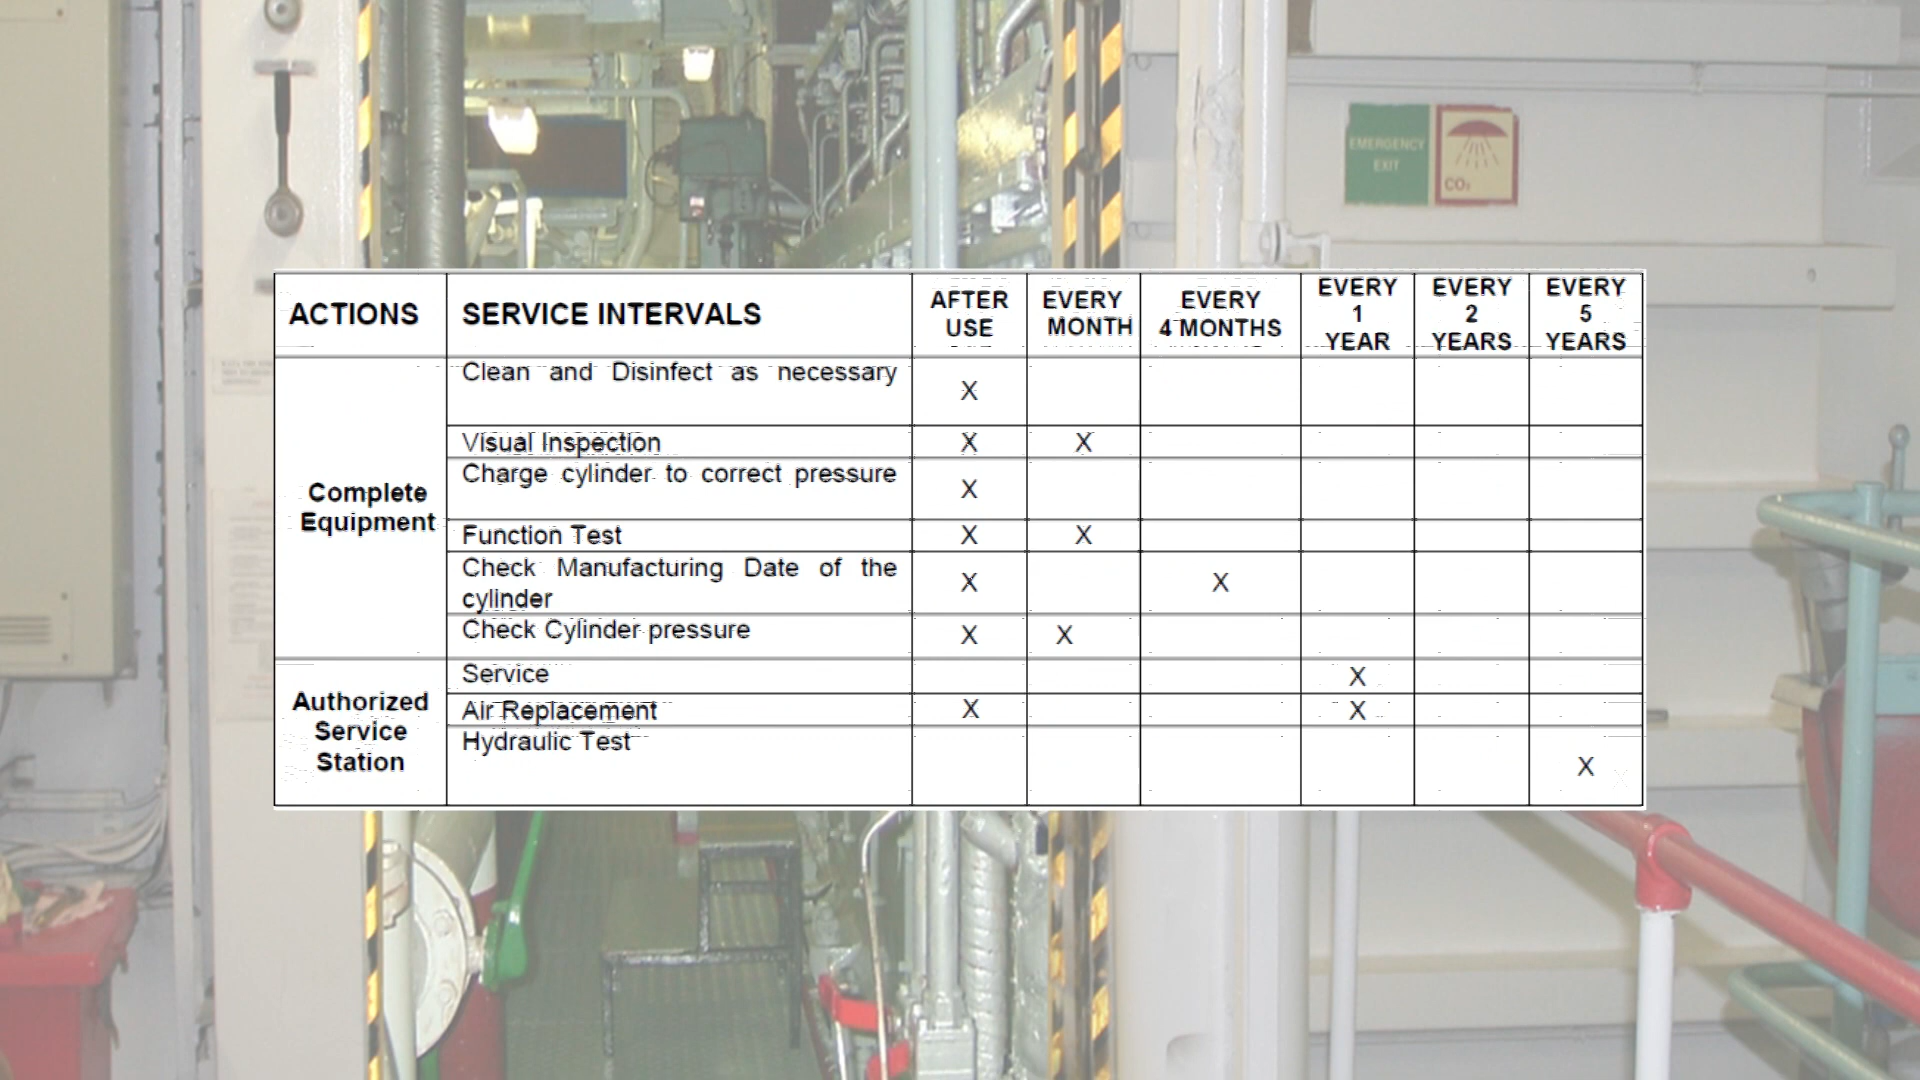 EMERGENCY
EXIT
CO₂
ACTIONS
SERVICE INTERVALS
AFTER
USE
EVERY
MONTH
EVERY
4 MONTHS
EVERY
1
YEAR
EVERY
2
YEARS
EVERY
5
YEARS
Complete
Equipment
Clean and Disinfect as necessary
X
Visual Inspection
X
X
Charge cylinder to correct pressure
X
Function Test
X
X
Check Manufacturing Date of the
cylinder
X
X
Check Cylinder pressure
X
X
Authorized
Service
Station
Service
X
Air Replacement
X
X
Hydraulic Test
X